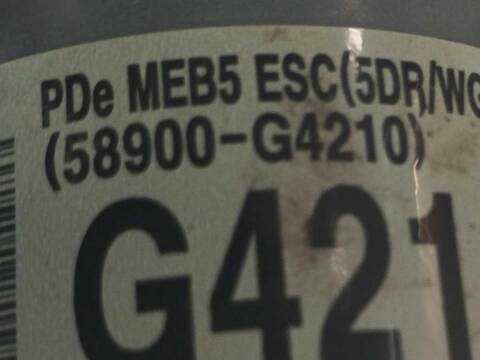 PDe MEB5 ESC(5DR/WG
(58900-G4210)
G421